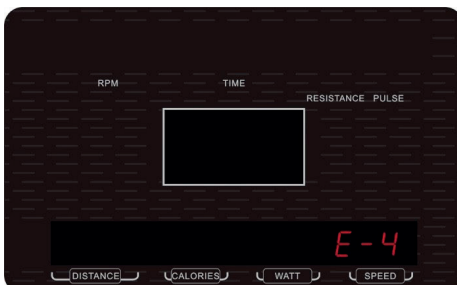 RPM TIME
RESISTANCE PULSE
E-4
DISTANCE CALORIES WATT SPEED